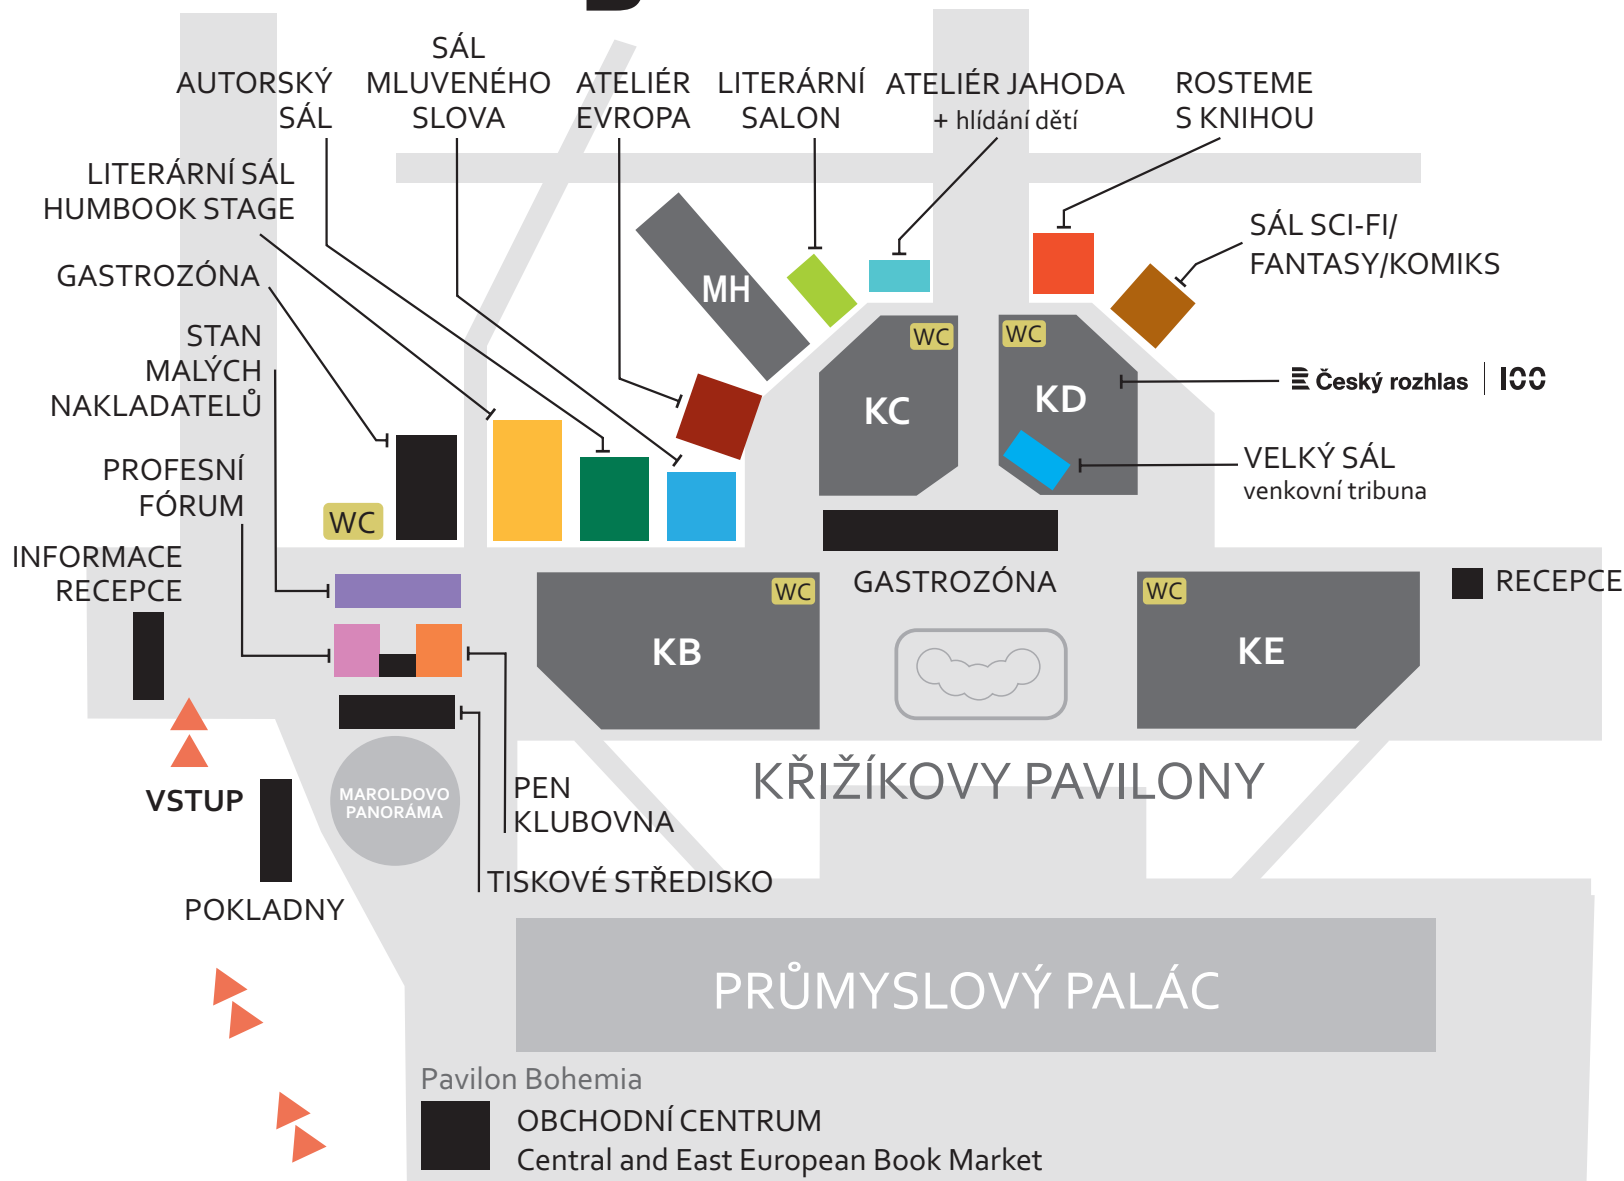 SÁL
MLUVENÉHO
SLOVA
AUTORSKÝ
SÁL
ATELIÉR
EVROPA
LITERÁRNÍ
SALON
ATELIÉR JAHODA
+ hlídání dětí
ROSTEME
S KNIHOU
LITERÁRNÍ SÁL
HUMBOOK STAGE
SÁL SCI-FI/
FANTASY/KOMIKS
GASTROZÓNA
MH
STAN
MALÝCH
NAKLADATELŮ
WC
WC
Český rozhlas
100
KC
KD
PROFESNÍ
FÓRUM
VELKÝ SÁL
venkovní tribuna
WC
INFORMACE
RECEPCE
GASTROZÓNA
RECEPCE
WC
WC
KB
KE
VSTUP
MAROLDOVO
PANORÁMA
KŘIŽÍKOVY PAVILONY
PEN
KLUBOVNA
TISKOVÉ STŘEDISKO
POKLADNY
PRŮMYSLOVÝ PALÁC
Pavilon Bohemia
OBCHODNÍ CENTRUM
Central and East European Book Market